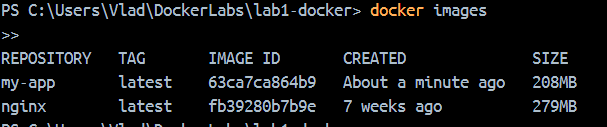 PS C:\Users\Vlad\DockerLabs\lab1-docker> docker images
>>
REPOSITORY   TAG       IMAGE ID       CREATED              SIZE
my-app       latest    63ca7ca864b9   About a minute ago   208MB
nginx        latest    fb39280b7b9e   7 weeks ago          279MB